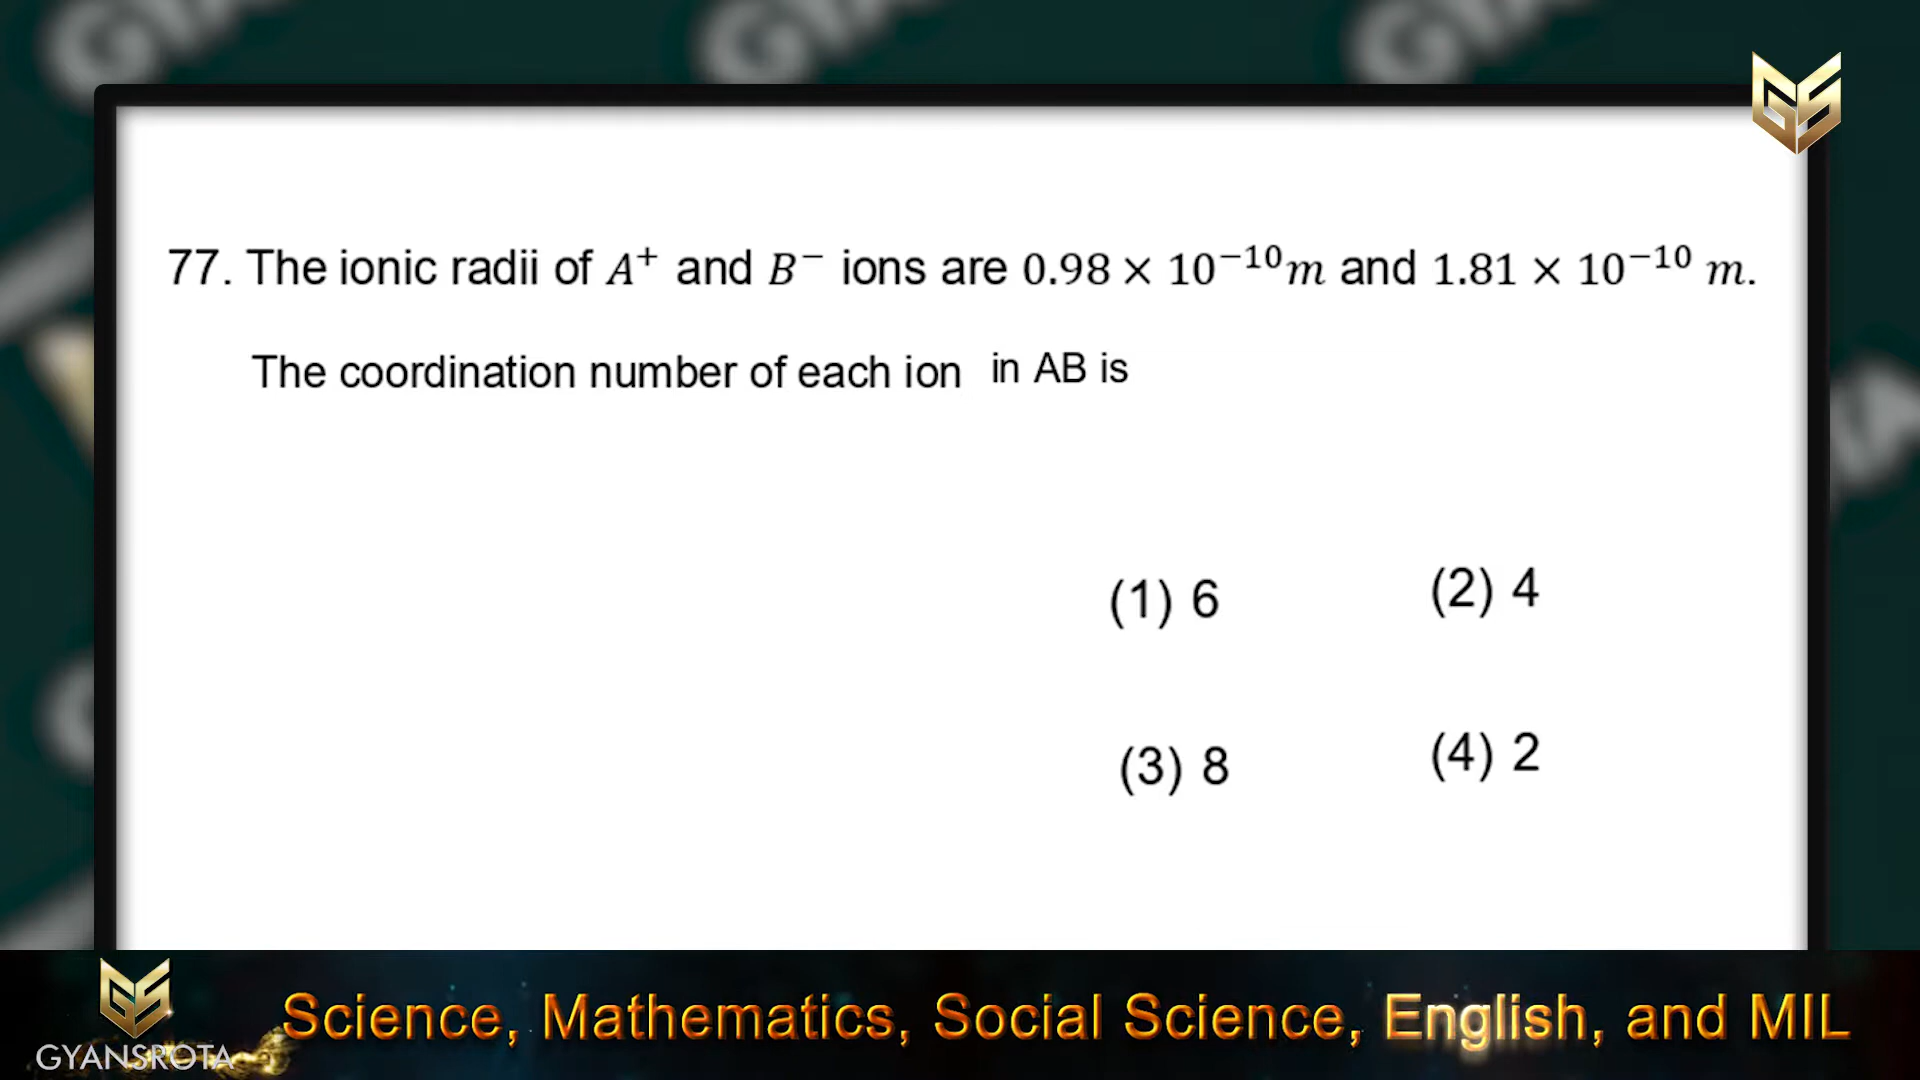 77. The ionic radii of A⁺ and B⁻ ions are 0.98 × 10⁻¹⁰m and 1.81 × 10⁻¹⁰ m.
The coordination number of each ion in AB is
(1) 6 (2) 4
(3) 8 (4) 2
GYANSROTA
Science, Mathematics, Social Science, English, and MIL